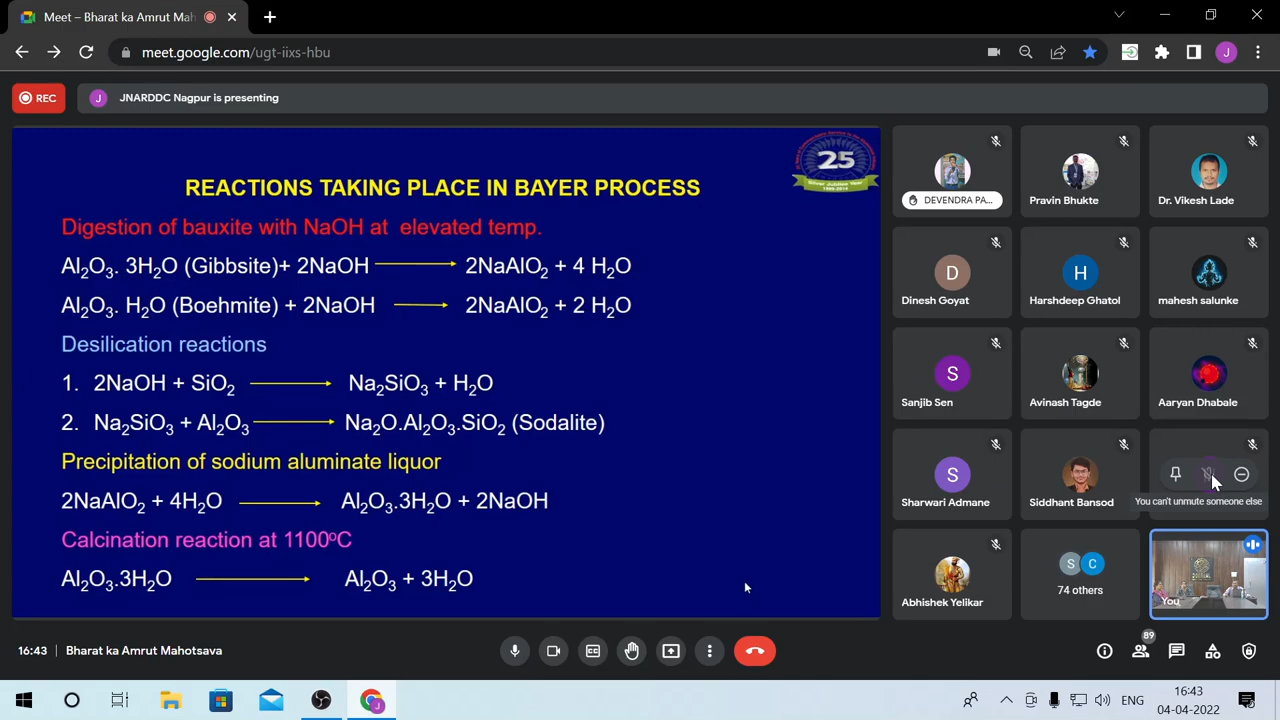 Meet – Bharat ka Amrut Mah
meet.google.com/ugt-iixs-hbu
J
REC
J
JNARDDC Nagpur is presenting
25
Silver Jubilee Year
REACTIONS TAKING PLACE IN BAYER PROCESS
Digestion of bauxite with NaOH at elevated temp.
Al₂O₃. 3H₂O (Gibbsite)+ 2NaOH → 2NaAlO₂ + 4 H₂O
Al₂O₃. H₂O (Boehmite) + 2NaOH → 2NaAlO₂ + 2 H₂O
Desilication reactions
1. 2NaOH + SiO₂ → Na₂SiO₃ + H₂O
2. Na₂SiO₃ + Al₂O₃ → Na₂O.Al₂O₃.SiO₂ (Sodalite)
Precipitation of sodium aluminate liquor
2NaAlO₂ + 4H₂O → Al₂O₃.3H₂O + 2NaOH
Calcination reaction at 1100ºC
Al₂O₃.3H₂O → Al₂O₃ + 3H₂O
DEVENDRA PA...
Pravin Bhukte
Dr. Vikesh Lade
D
Dinesh Goyat
H
Harshdeep Ghatol
mahesh salunke
S
Sanjib Sen
Avinash Tagde
Aaryan Dhabale
S
Sharwari Admane
Siddhant Bansod
You can't unmute someone else
Abhishek Yelikar
S C
74 others
You
16:43 Bharat ka Amrut Mahotsava
89
ENG
16:43
04-04-2022